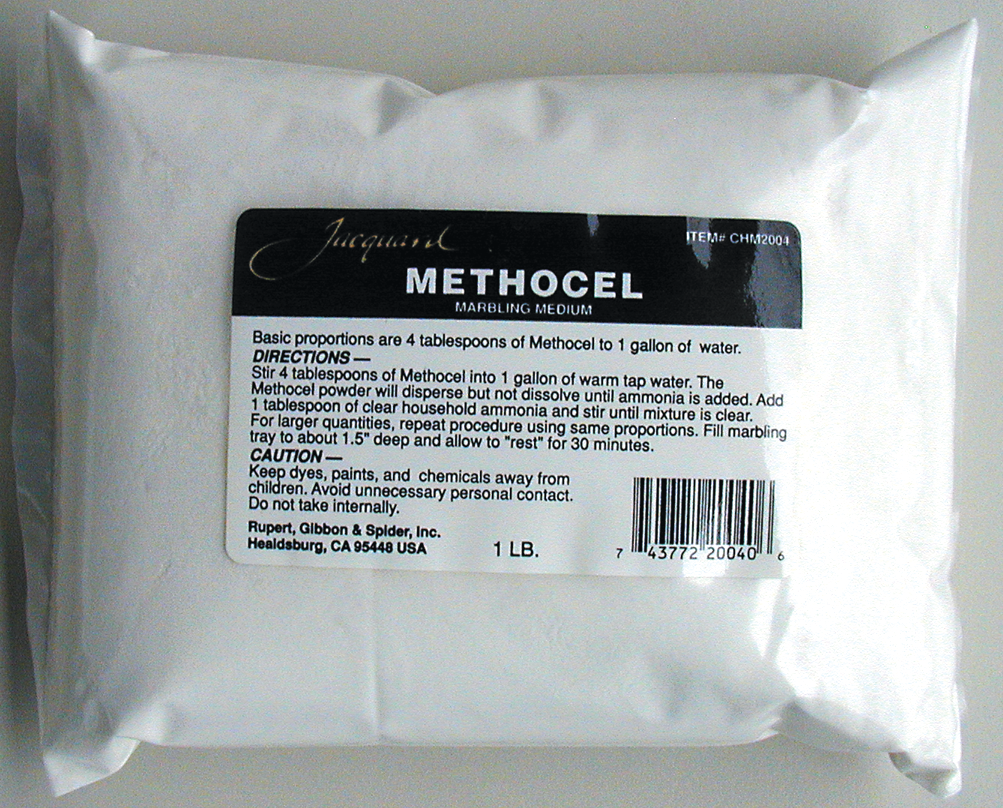 Jacquard
ITEM# CHM2004
METHOCEL
MARBLING MEDIUM
Basic proportions are 4 tablespoons of Methocel to 1 gallon of water.
DIRECTIONS —
Stir 4 tablespoons of Methocel into 1 gallon of warm tap water. The
Methocel powder will disperse but not dissolve until ammonia is added. Add
1 tablespoon of clear household ammonia and stir until mixture is clear.
For larger quantities, repeat procedure using same proportions. Fill marbling
tray to about 1.5" deep and allow to "rest" for 30 minutes.
CAUTION —
Keep dyes, paints, and chemicals away from
children. Avoid unnecessary personal contact.
Do not take internally.
Rupert, Gibbon & Spider, Inc.
Healdsburg, CA 95448 USA
1 LB.
7 43772 20040 6